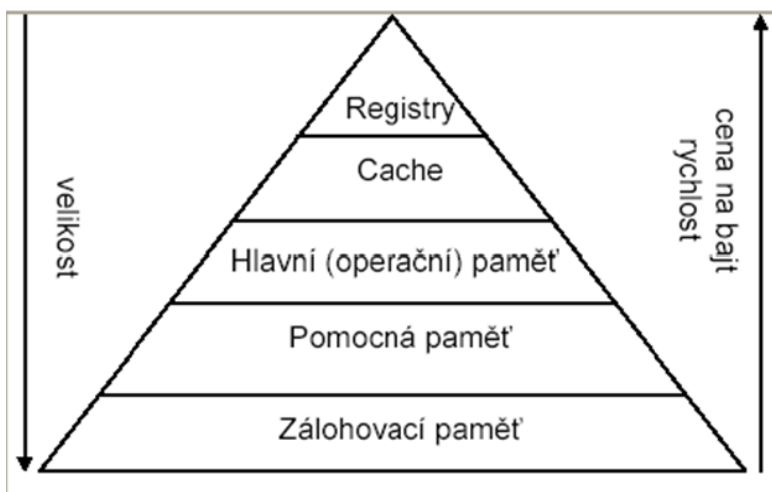 Registry
Cache
Hlavní (operační) paměť
Pomocná paměť
Zálohovací paměť
velikost
cena na bajt
rychlost